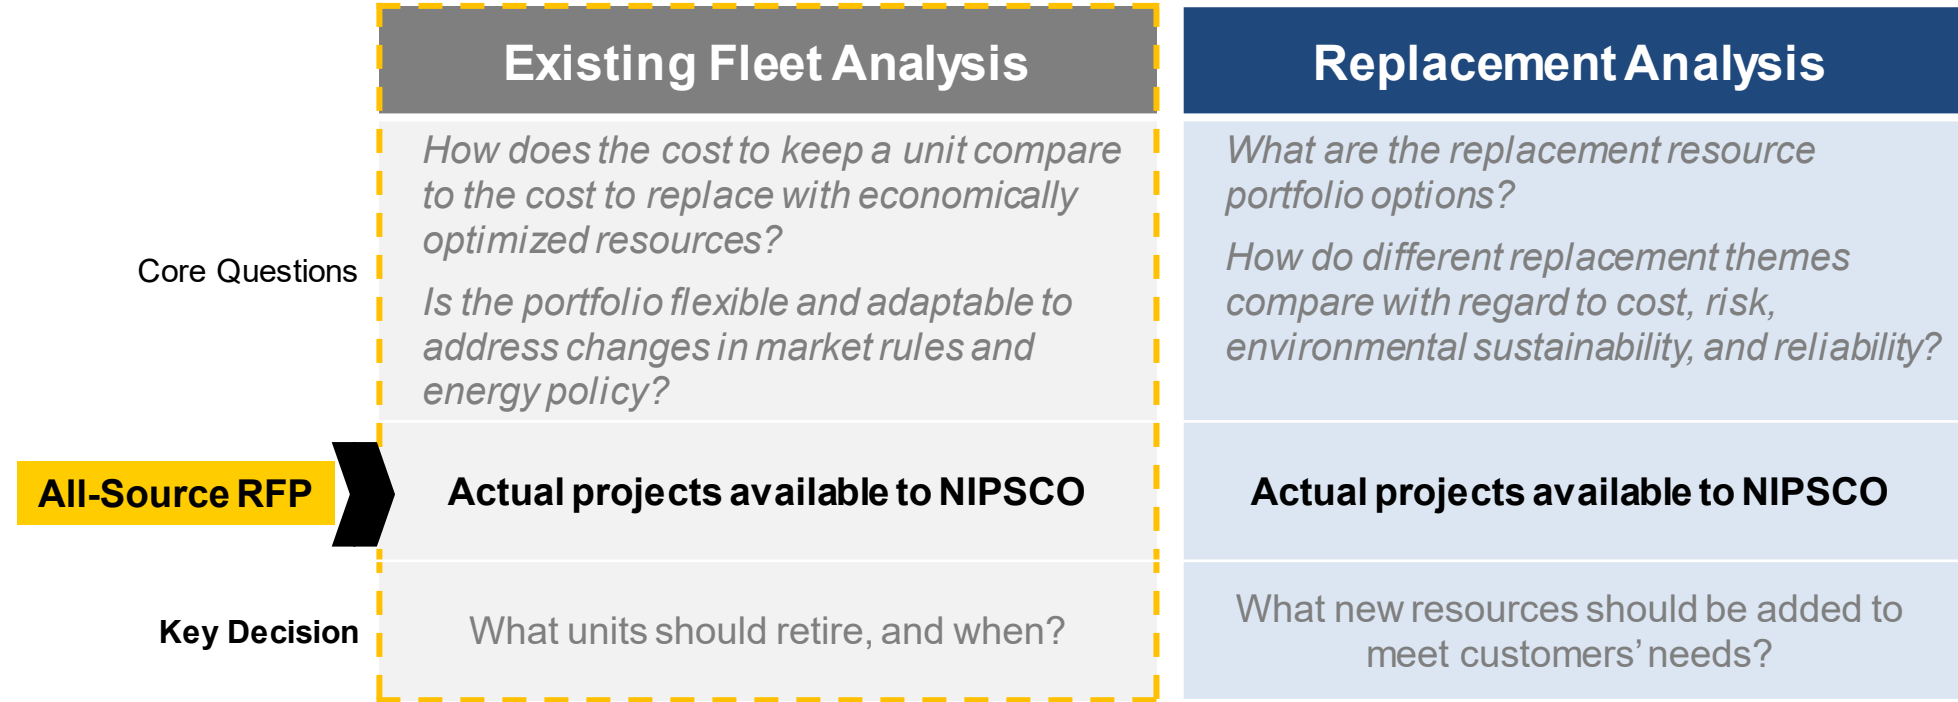 Existing Fleet Analysis
Replacement Analysis
Core Questions
How does the cost to keep a unit compare
to the cost to replace with economically
optimized resources?
Is the portfolio flexible and adaptable to
address changes in market rules and
energy policy?
What are the replacement resource
portfolio options?
How do different replacement themes
compare with regard to cost, risk,
environmental sustainability, and reliability?
All-Source RFP
Actual projects available to NIPSCO
Actual projects available to NIPSCO
Key Decision
What units should retire, and when?
What new resources should be added to
meet customers’ needs?